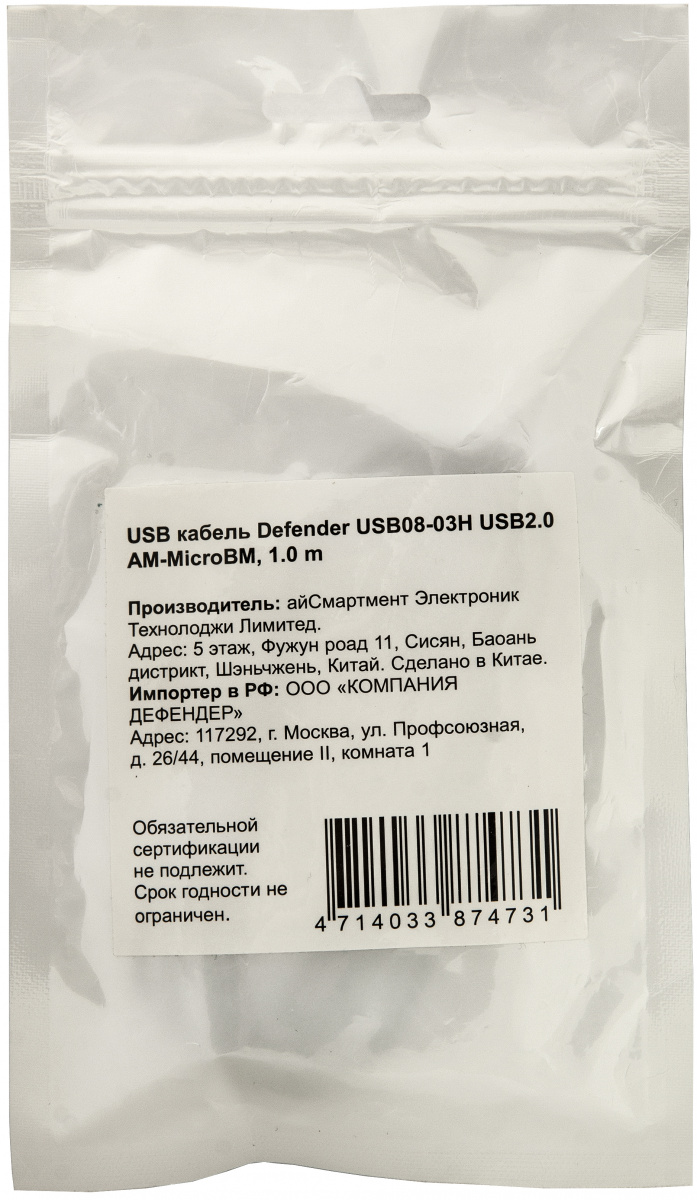 USB кабель Defender USB08-03H USB2.0
AM-MicroBM, 1.0 m
Производитель: айСмартмент Электроник
Технолоджи Лимитед.
Адрес: 5 этаж, Фужун роад 11, Сисян, Баоань
дистрикт, Шэньчжень, Китай. Сделано в Китае.
Импортер в РФ: ООО «КОМПАНИЯ
ДЕФЕНДЕР»
Адрес: 117292, г. Москва, ул. Профсоюзная,
д. 26/44, помещение II, комната 1
Обязательной
сертификации
не подлежит.
Срок годности не
ограничен.
4 714033 874731